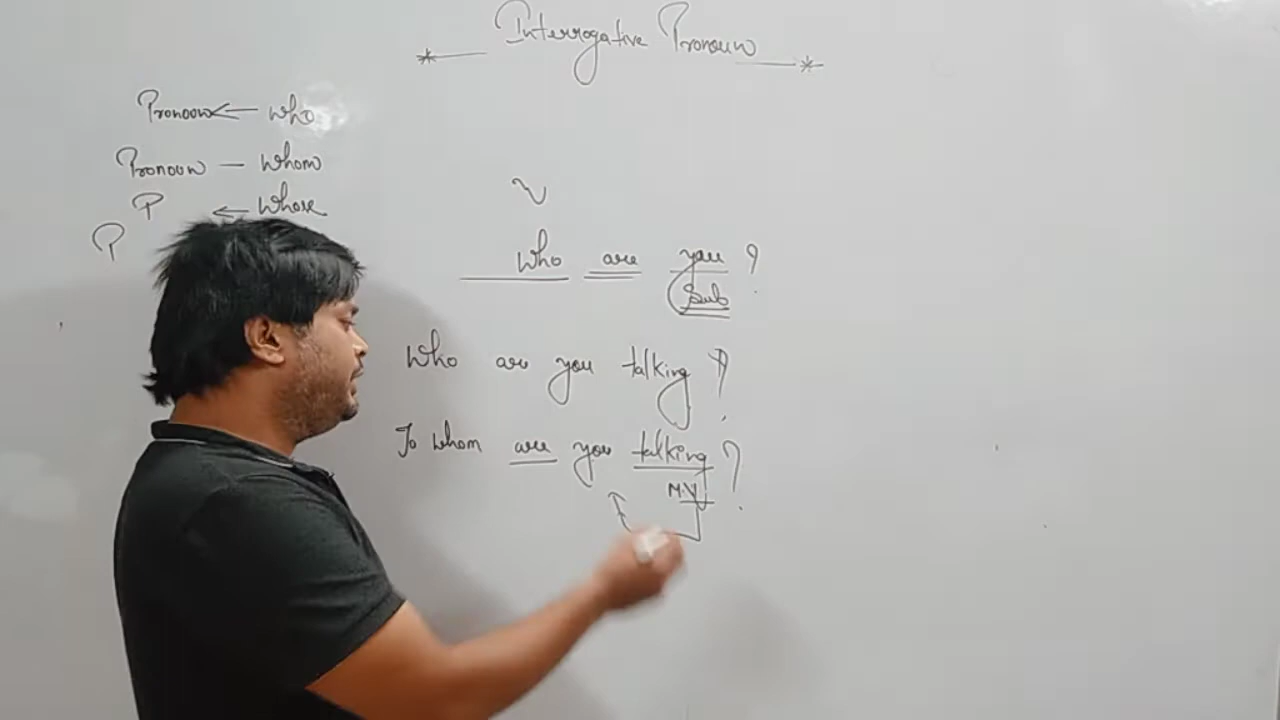 Interrogative Pronoun
Pronoun ← who
Pronoun — Whom
P ← Whose
P
Who are you ?
Sub
Who are you talking ?
To whom are you talking ?
M.V